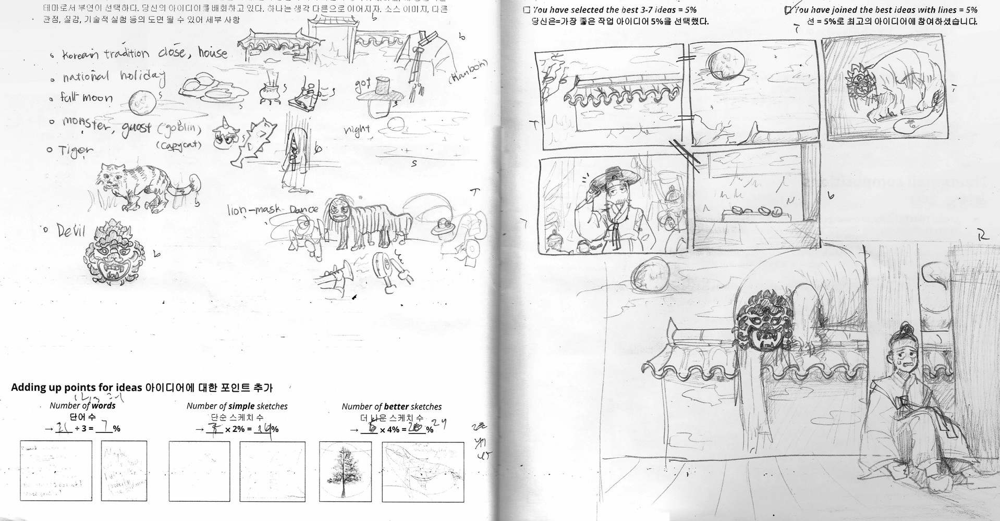 테마로서 부연이 선택하다. 당신의 아이디어를 배회하고 있다. 하나는 생각 다른으로 이어지자. 소스 이미지, 다른
관점, 질감, 기술적 실험 등의 도면 될 수 있어 세부 사항
Korean tradition close, house
b
b
(Hanbok)
national holiday
s
s
s
got
s
full moon
s
monster, guost (goblin)
(capycat)
s
b
night
s
Tiger
b
lion-mask Dance
T
Devil
b
Adding up points for ideas 아이디어에 대한 포인트 추가
Number of words
단어 수
→ 21 ÷ 3 = 7 %
Number of simple sketches
단순 스케치 수
→ × 2% = %
Number of better sketches
더 나은 스케치 수
→ × 4% = % 24
You have selected the best 3-7 ideas = 5%
당신은=가장 좋은 작업 아이디어 5%을 선택했다.
You have joined the best ideas with lines = 5%
선 = 5%로 최고의 아이디어에 참여하셨습니다.
T
T
b
R